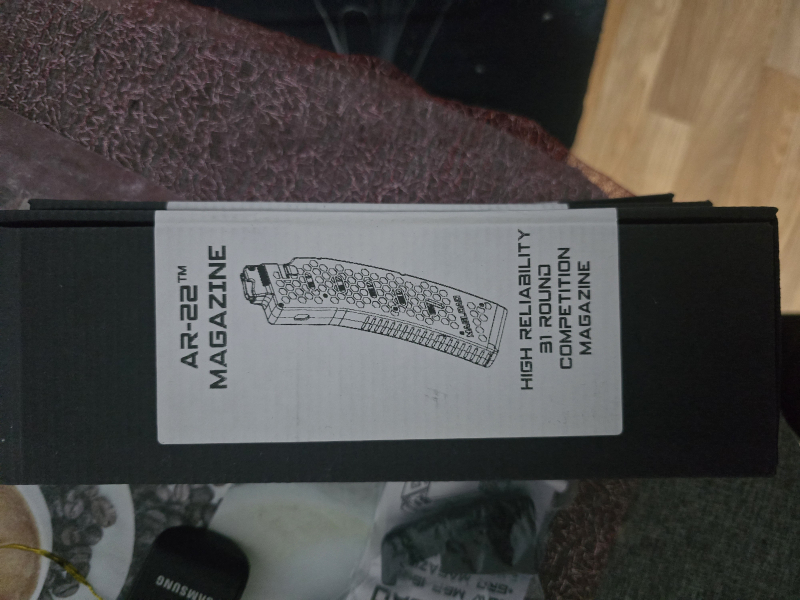 AR-22™
MAGAZINE
HIGH RELIABILITY
31 ROUND
COMPETITION
MAGAZINE
SAMSUNG